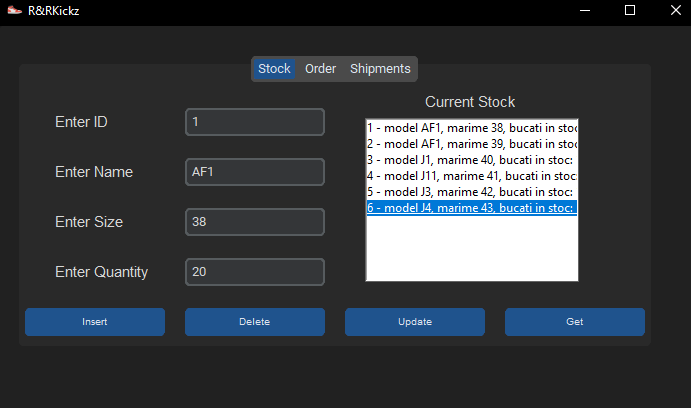 R&RKickz
Stock Order Shipments
Current Stock
Enter ID 1
Enter Name AF1
Enter Size 38
Enter Quantity 20
1 - model AF1, marime 38, bucati in stoc
2 - model AF1, marime 39, bucati in stoc
3 - model J1, marime 40, bucati in stoc:
4 - model J11, marime 41, bucati in stoc:
5 - model J3, marime 42, bucati in stoc:
6 - model J4, marime 43, bucati in stoc:
Insert Delete Update Get